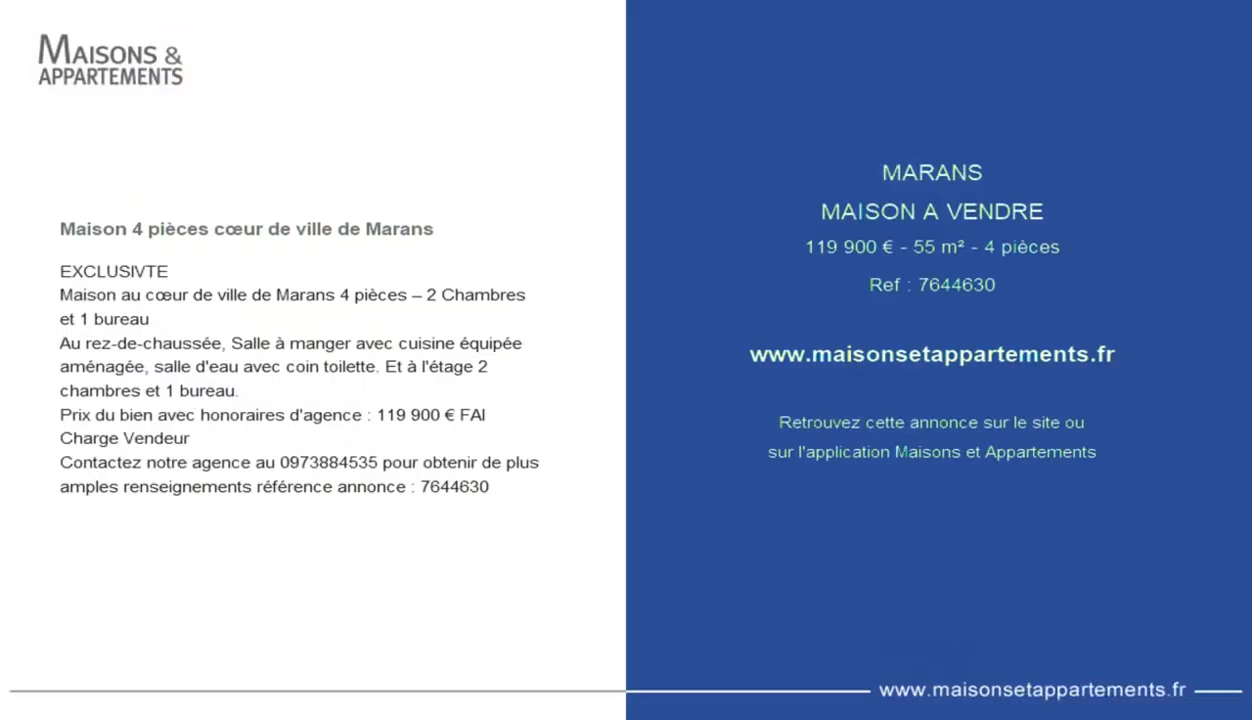 MAISONS &
APPARTEMENTS
Maison 4 pièces cœur de ville de Marans
EXCLUSIVTE
Maison au cœur de ville de Marans 4 pièces – 2 Chambres
et 1 bureau
Au rez-de-chaussée, Salle à manger avec cuisine équipée
aménagée, salle d'eau avec coin toilette. Et à l'étage 2
chambres et 1 bureau.
Prix du bien avec honoraires d'agence : 119 900 € FAI
Charge Vendeur
Contactez notre agence au 0973884535 pour obtenir de plus
amples renseignements référence annonce : 7644630
MARANS
MAISON A VENDRE
119 900 € - 55 m² - 4 pièces
Ref : 7644630
www.maisonsetappartements.fr
Retrouvez cette annonce sur le site ou
sur l'application Maisons et Appartements
www.maisonsetappartements.fr